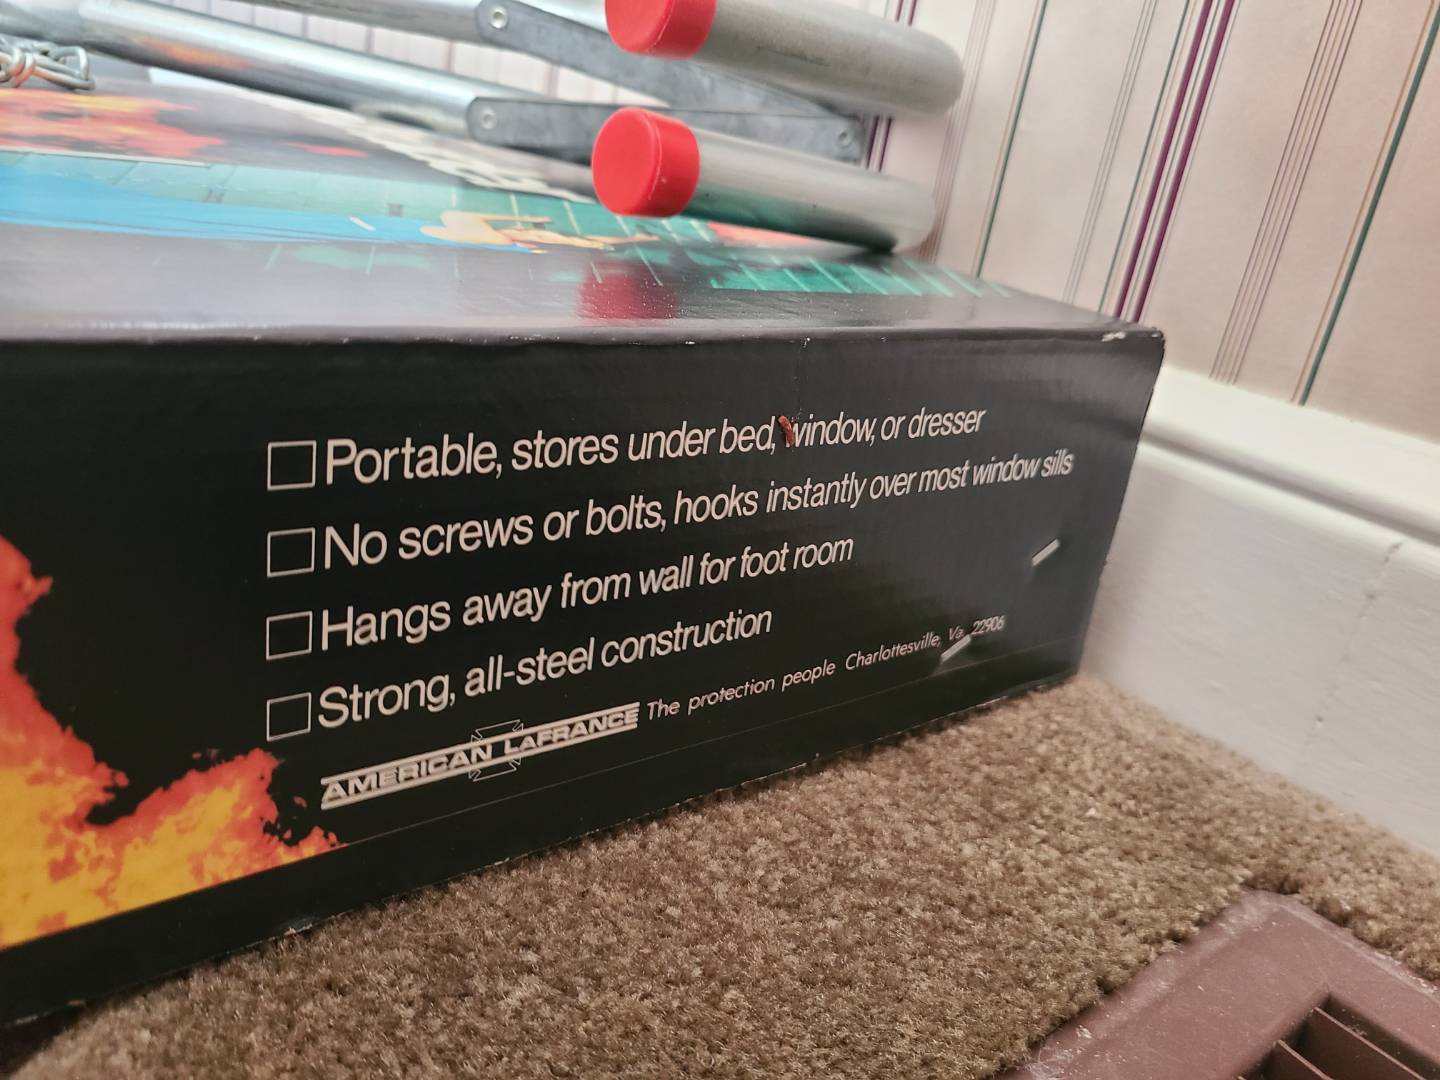 Portable, stores under bed, window, or dresser
No screws or bolts, hooks instantly over most window sills
Hangs away from wall for foot room
Strong, all-steel construction
AMERICAN LAFRANCE The protection people Charlottesville, Va. 22906